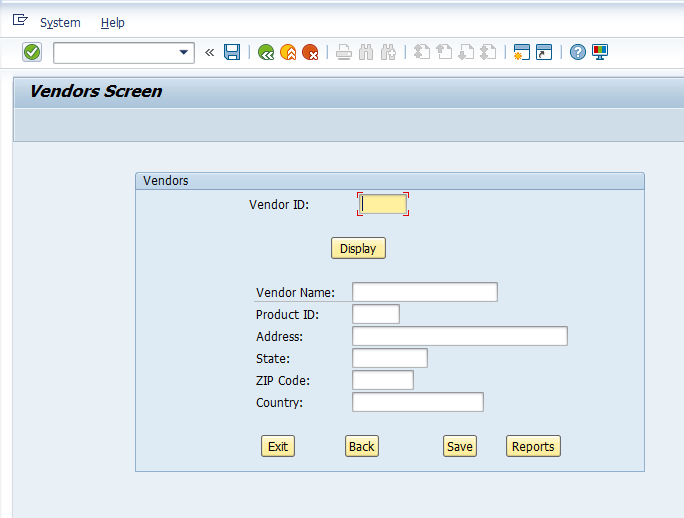 System Help
Vendors Screen
Vendors
Vendor ID:
Display
Vendor Name:
Product ID:
Address:
State:
ZIP Code:
Country:
Exit Back Save Reports